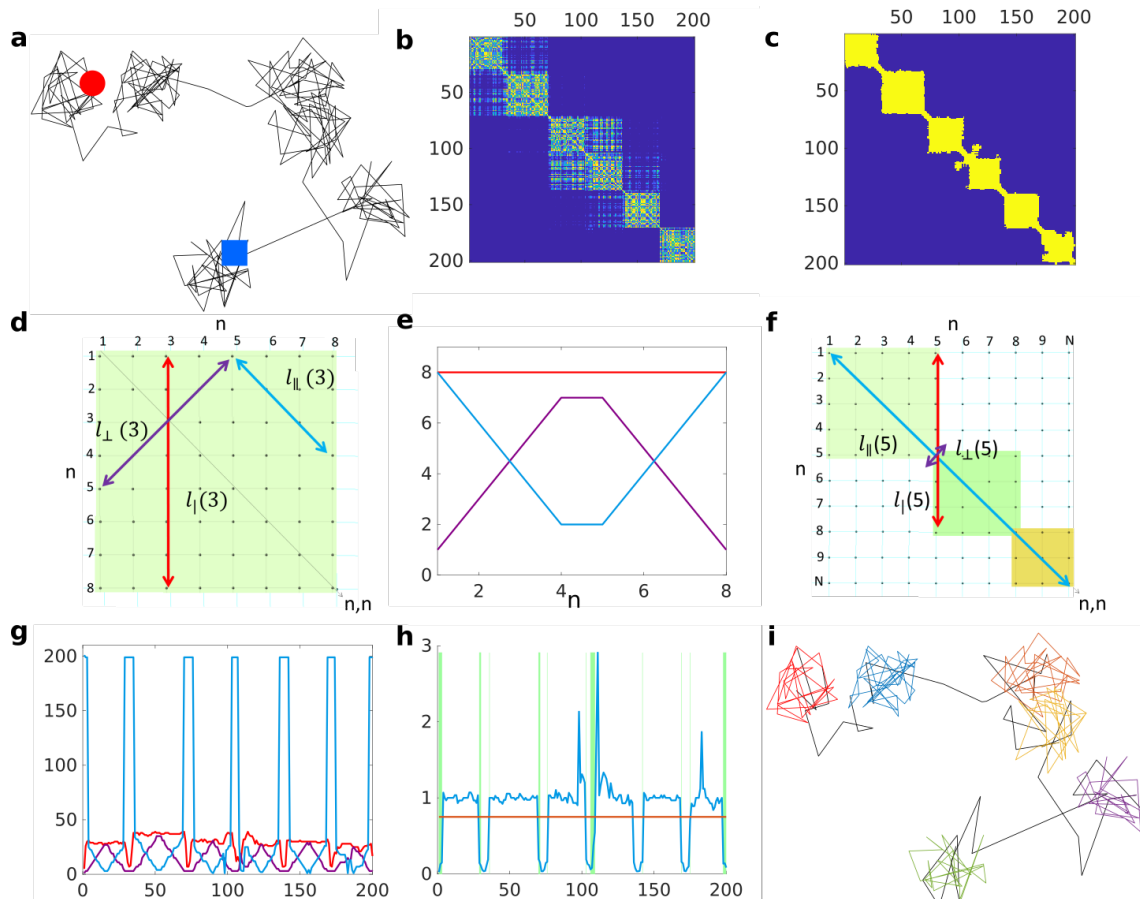 a
b
50 100 150 200
50
100
150
200
c
50 100 150 200
50
100
150
200
d
n
1 2 3 4 5 6 7 8
1
2
3
4
5
6
7
8
n
l∥(3)
l⊥(3)
l|(3)
n,n
e
8
6
4
2
0
2 4 6 8
n
f
n
1 2 3 4 5 6 7 8 9 N
1
2
3
4
5
6
7
8
9
N
n
l∥(5)
l⊥(5)
l|(5)
n,n
g
200
150
100
50
0
0 50 100 150 200
h
3
2
1
0
0 50 100 150 200
i